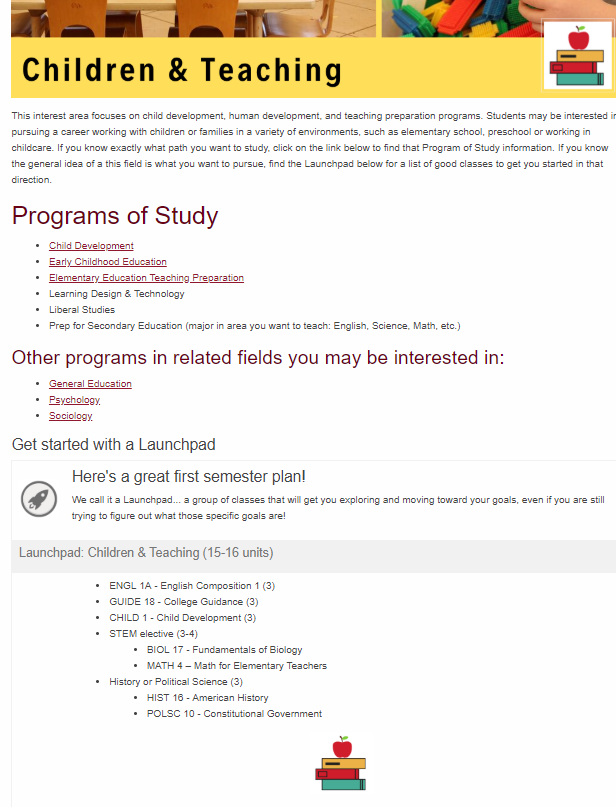 Children & Teaching
This interest area focuses on child development, human development, and teaching preparation programs. Students may be interested in
pursuing a career working with children or families in a variety of environments, such as elementary school, preschool or working in
childcare. If you know exactly what path you want to study, click on the link below to find that Program of Study information. If you know
the general idea of a this field is what you want to pursue, find the Launchpad below for a list of good classes to get you started in that
direction.
Programs of Study
• Child Development
• Early Childhood Education
• Elementary Education Teaching Preparation
• Learning Design & Technology
• Liberal Studies
• Prep for Secondary Education (major in area you want to teach: English, Science, Math, etc.)
Other programs in related fields you may be interested in:
• General Education
• Psychology
• Sociology
Get started with a Launchpad
Here's a great first semester plan!
We call it a Launchpad... a group of classes that will get you exploring and moving toward your goals, even if you are still
trying to figure out what those specific goals are!
Launchpad: Children & Teaching (15-16 units)
• ENGL 1A - English Composition 1 (3)
• GUIDE 18 - College Guidance (3)
• CHILD 1 - Child Development (3)
• STEM elective (3-4)
• BIOL 17 - Fundamentals of Biology
• MATH 4 – Math for Elementary Teachers
• History or Political Science (3)
• HIST 16 - American History
• POLSC 10 - Constitutional Government